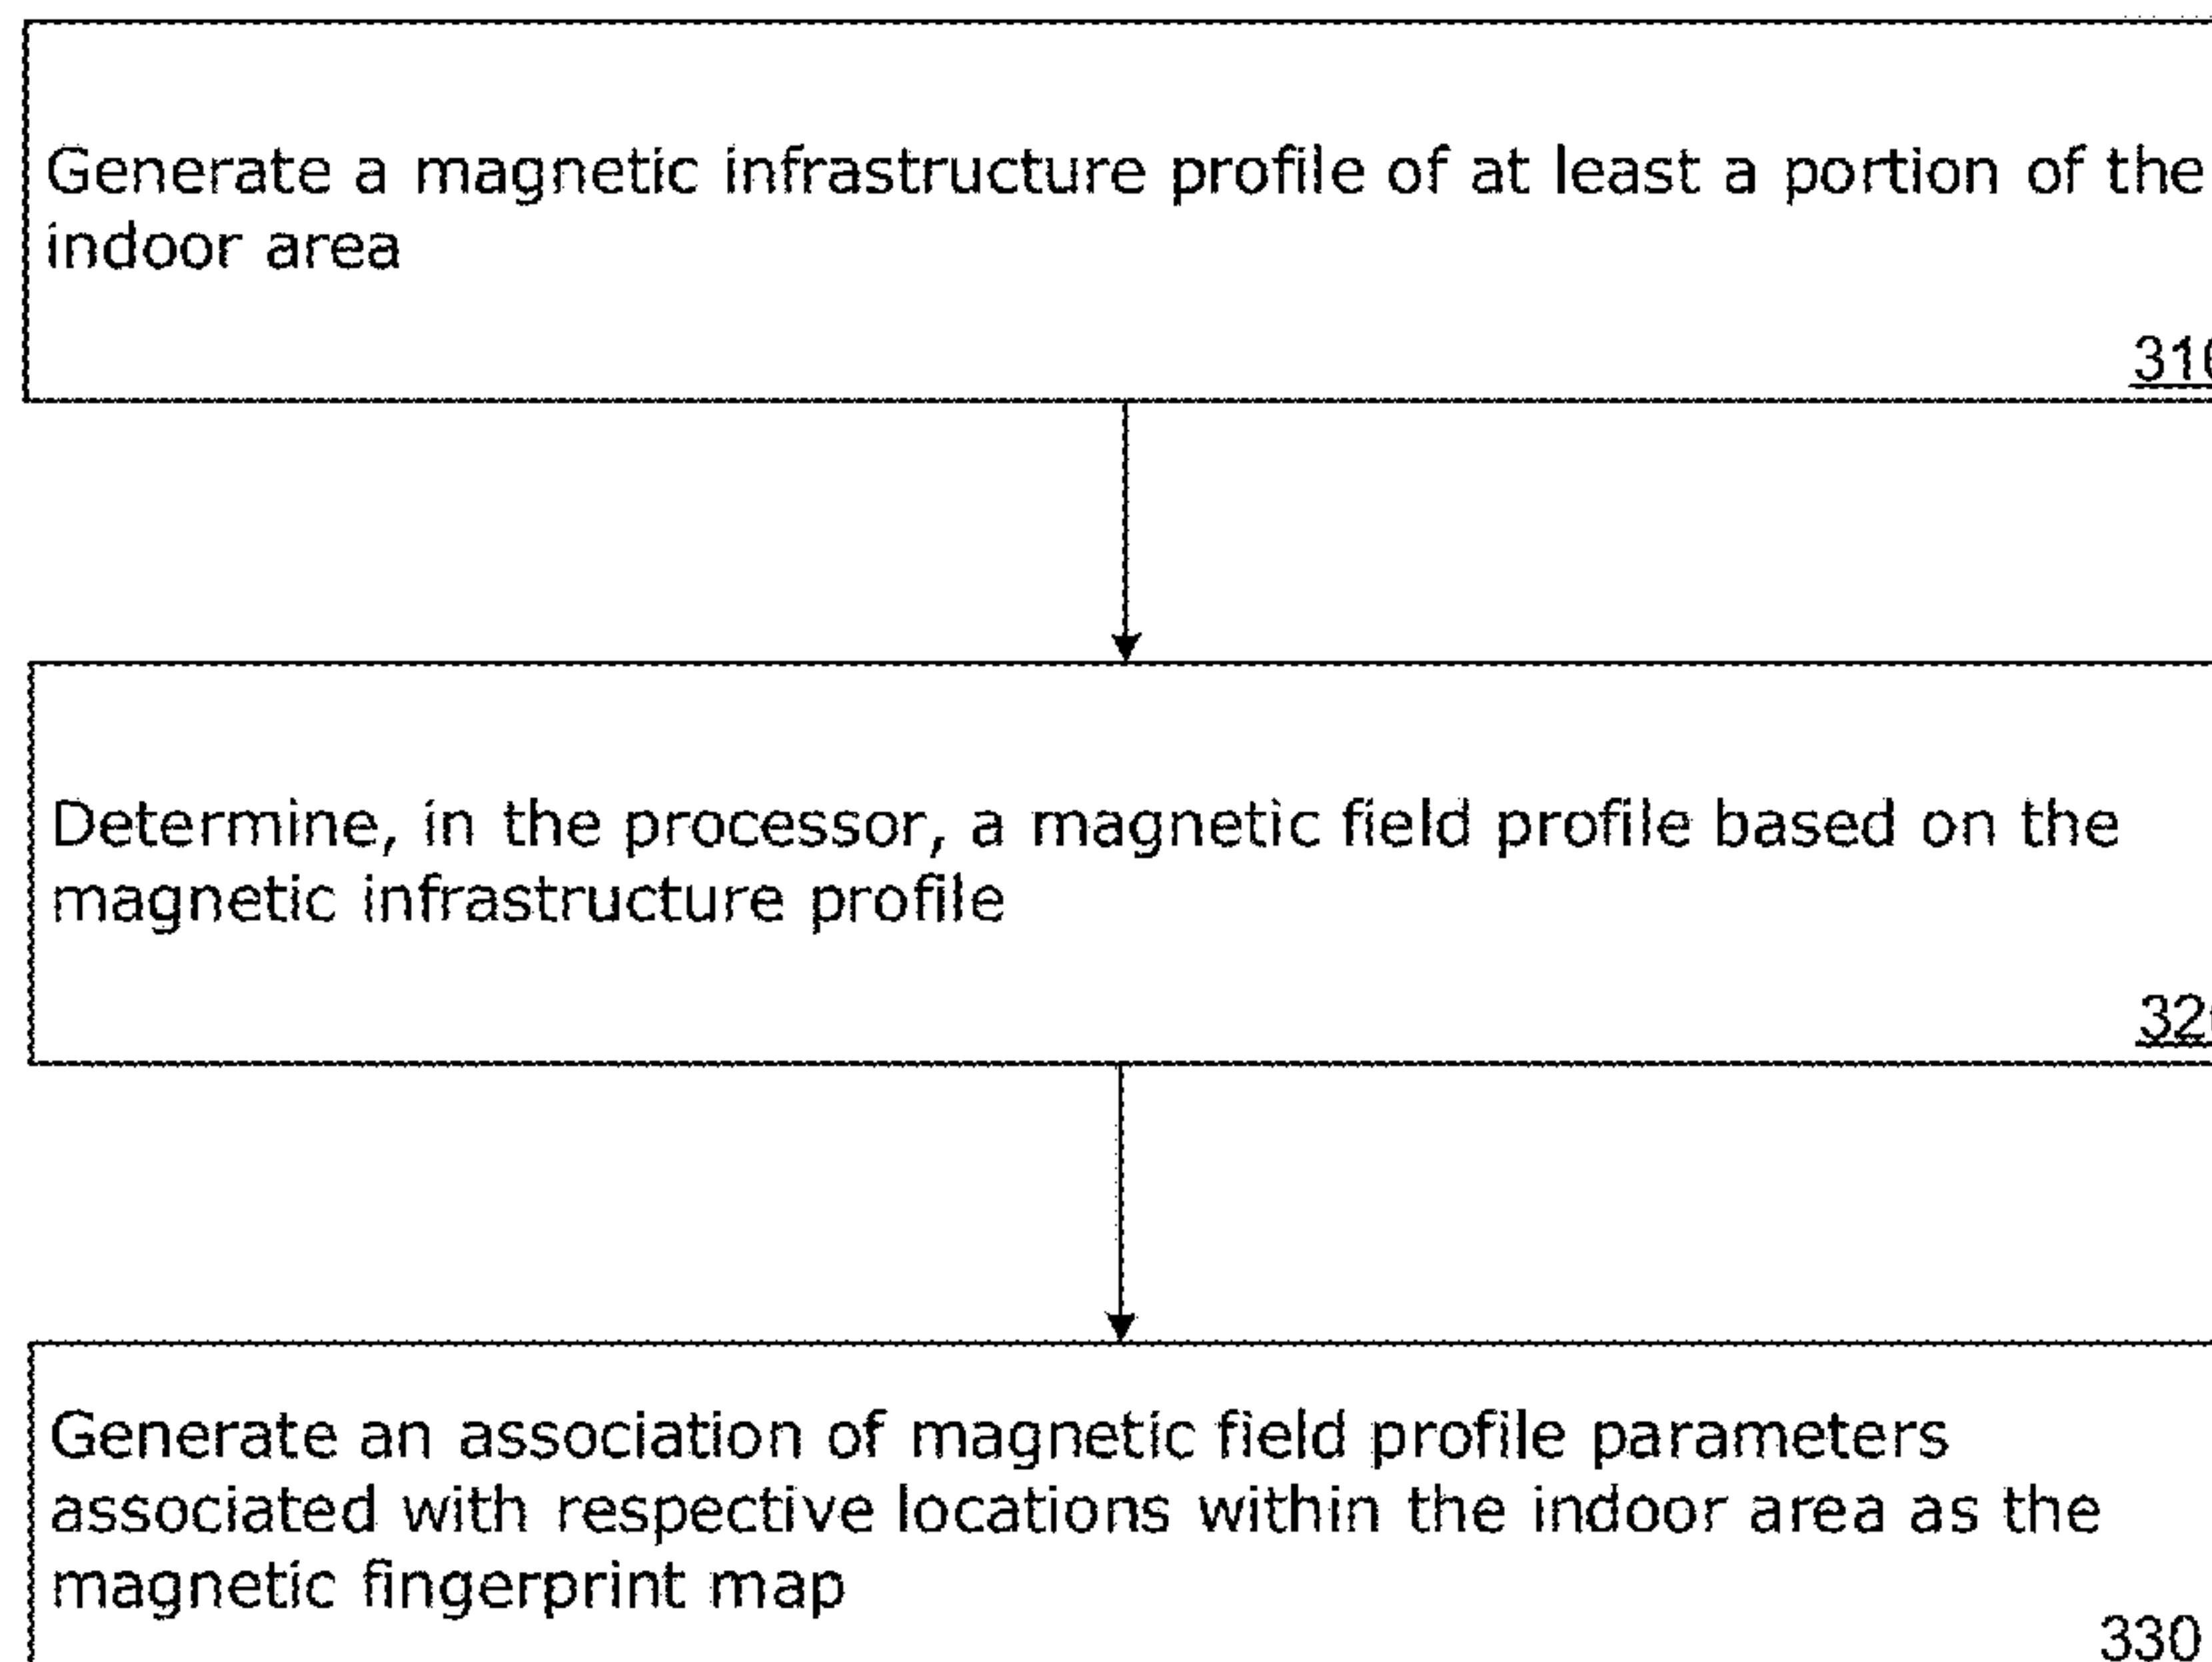 Generate a magnetic infrastructure profile of at least a portion of the
indoor area
310
Determine, in the processor, a magnetic field profile based on the
magnetic infrastructure profile
320
Generate an association of magnetic field profile parameters
associated with respective locations within the indoor area as the
magnetic fingerprint map
330